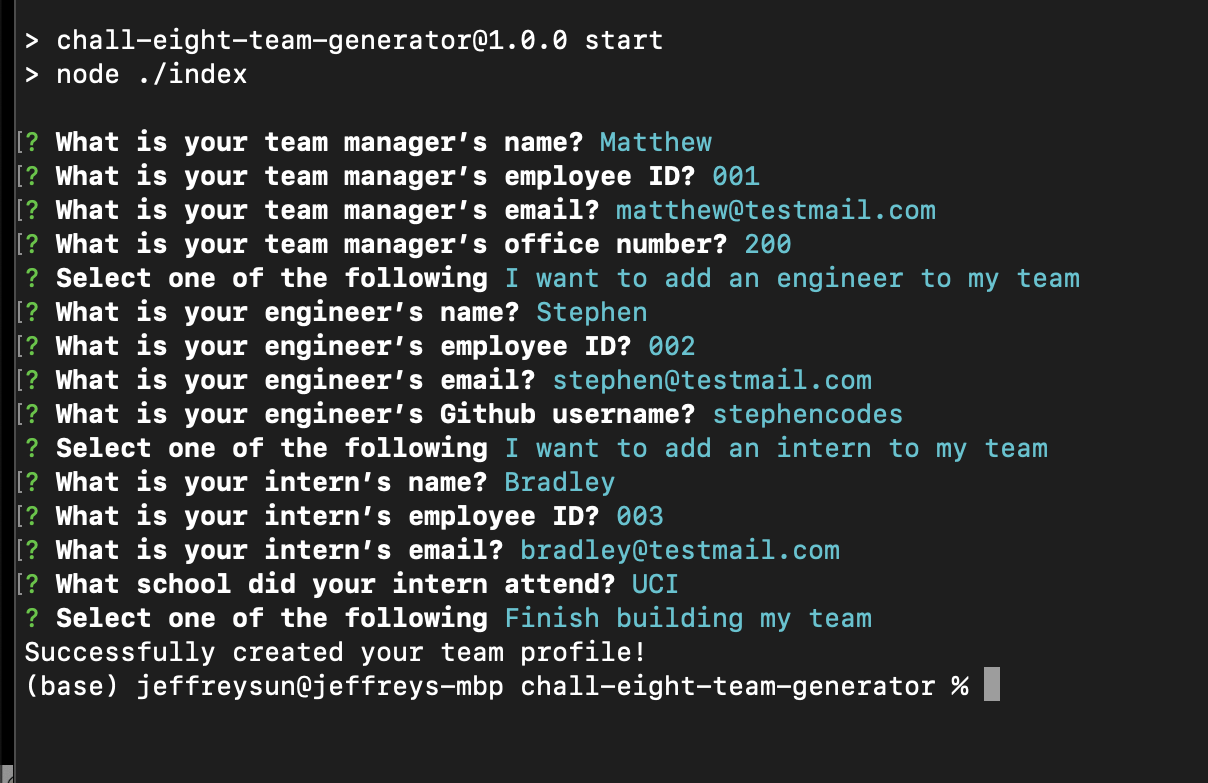 > chall-eight-team-generator@1.0.0 start
> node ./index
[? What is your team manager’s name? Matthew
[? What is your team manager’s employee ID? 001
[? What is your team manager’s email? matthew@testmail.com
[? What is your team manager’s office number? 200
? Select one of the following I want to add an engineer to my team
[? What is your engineer’s name? Stephen
[? What is your engineer’s employee ID? 002
[? What is your engineer’s email? stephen@testmail.com
[? What is your engineer’s Github username? stephencodes
? Select one of the following I want to add an intern to my team
[? What is your intern’s name? Bradley
[? What is your intern’s employee ID? 003
[? What is your intern’s email? bradley@testmail.com
[? What school did your intern attend? UCI
? Select one of the following Finish building my team
Successfully created your team profile!
(base) jeffreysun@jeffreys-mbp chall-eight-team-generator %